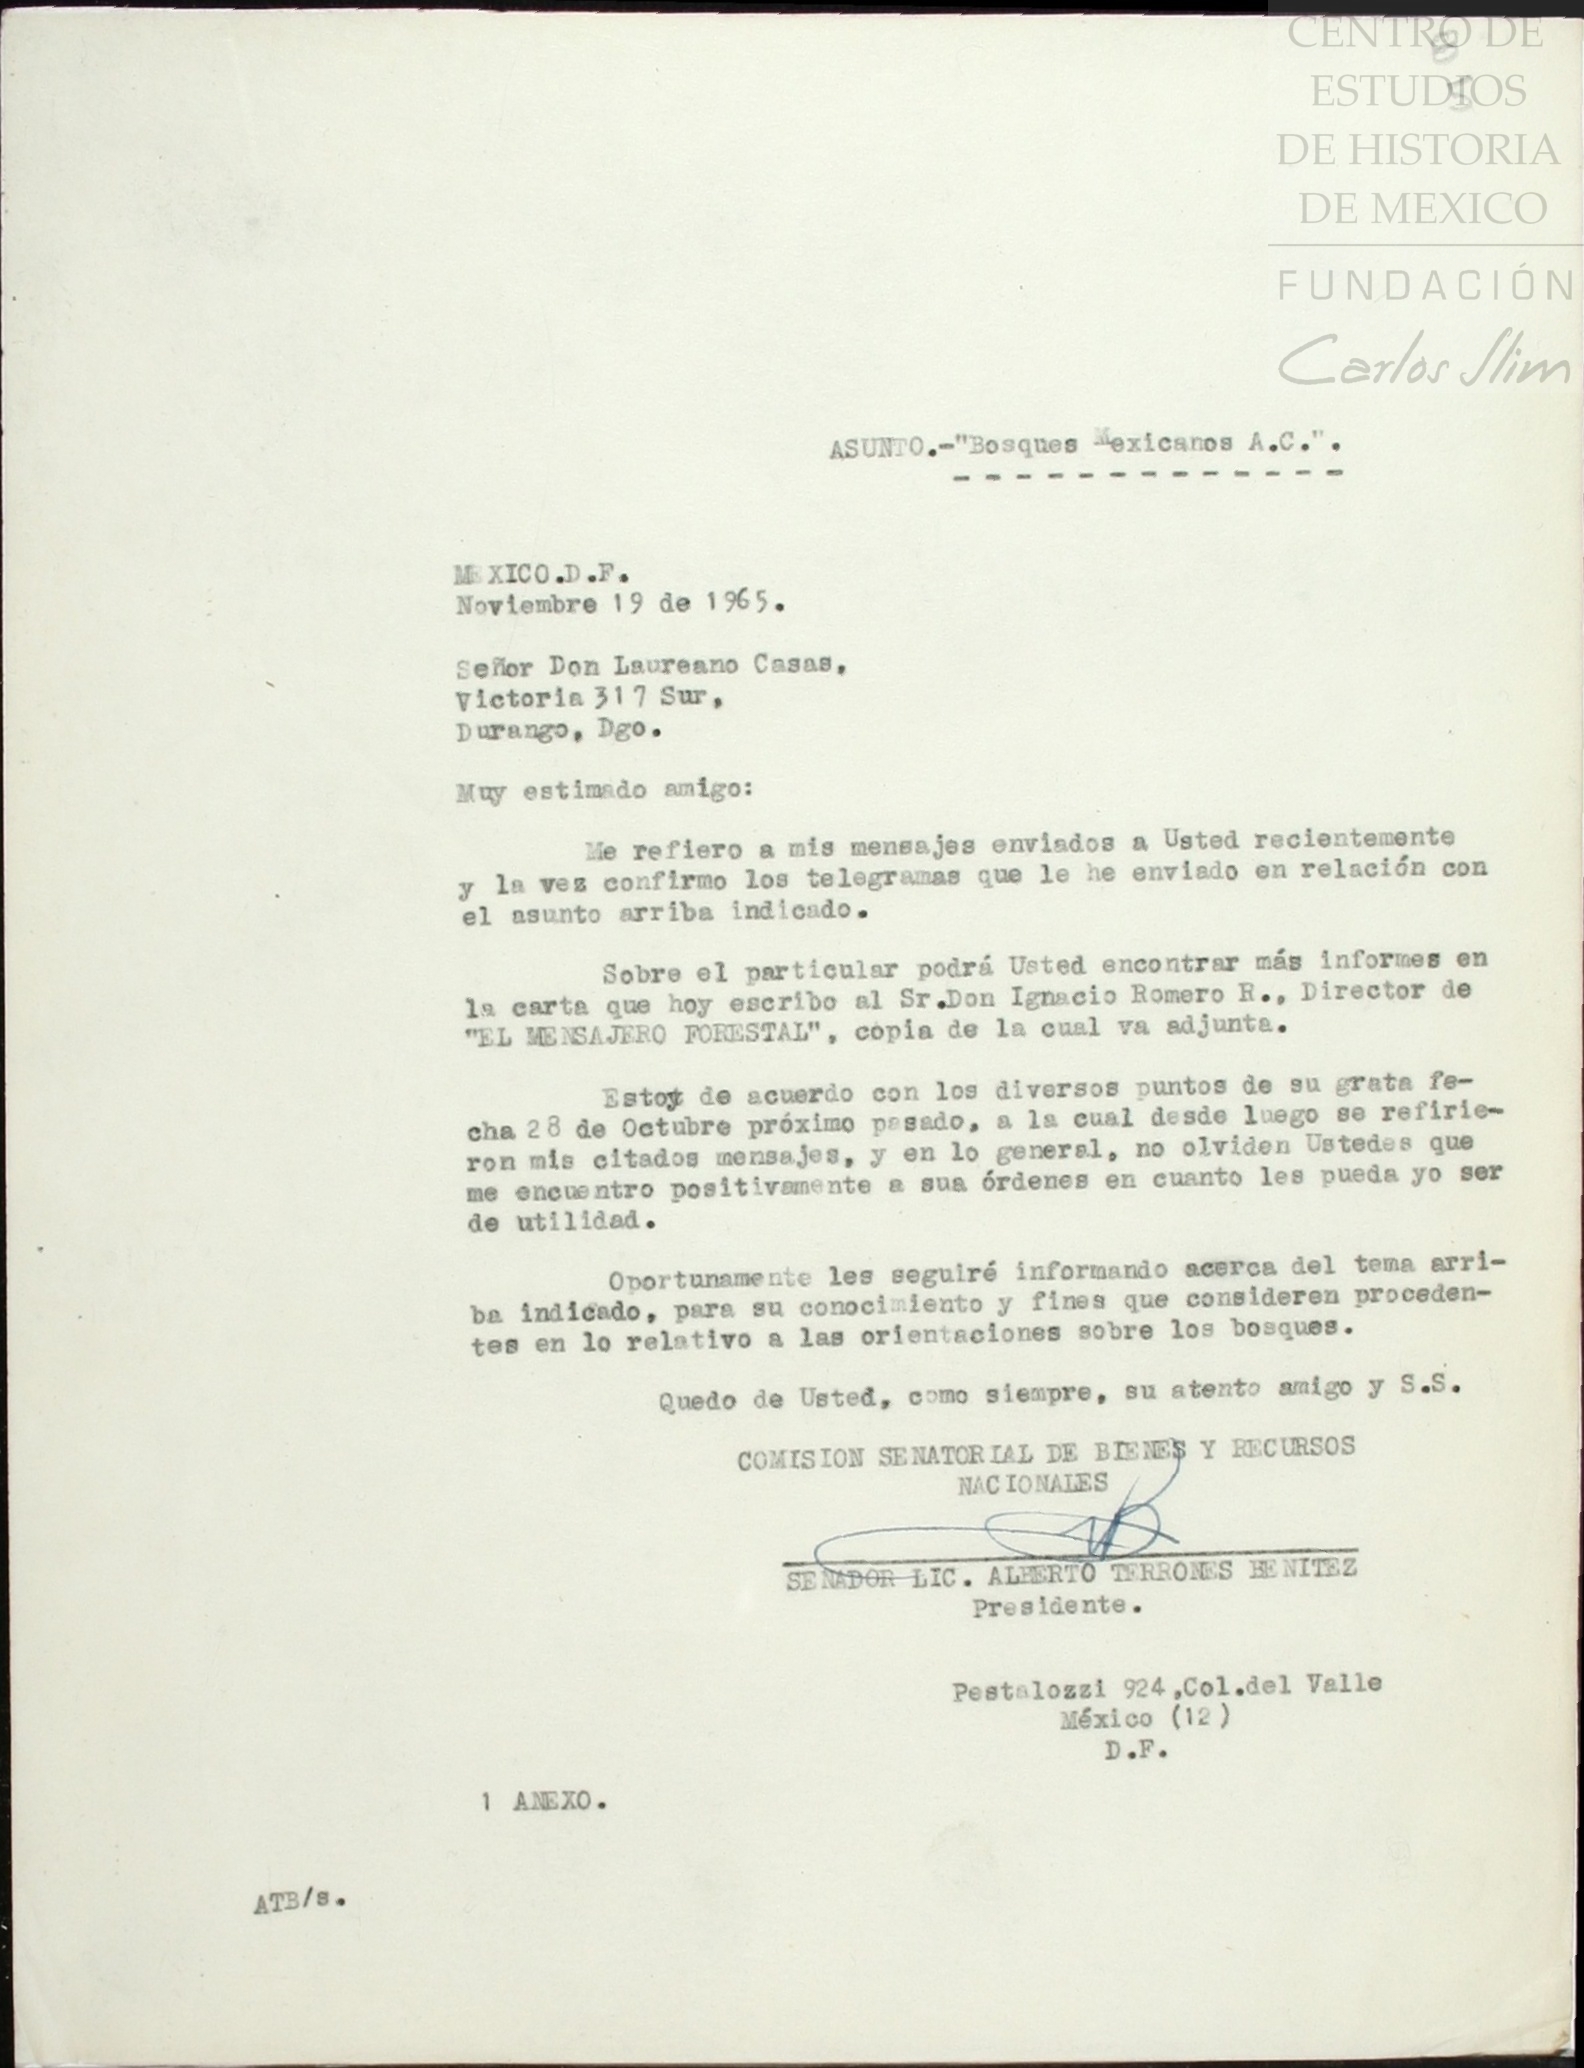 CENTRO DE
ESTUDIOS
DE HISTORIA
DE MEXICO
FUNDACIÓN
Carlos Slim
ASUNTO.-"Bosques Mexicanos A.C.".
MEXICO.D.F.
Noviembre 19 de 1965.
Señor Don Laureano Casas,
Victoria 317 Sur,
Durango, Dgo.
Muy estimado amigo:
Me refiero a mis mensajes enviados a Usted recientemente
y la vez confirmo los telegramas que le he enviado en relación con
el asunto arriba indicado.
Sobre el particular podrá Usted encontrar más informes en
la carta que hoy escribo al Sr.Don Ignacio Romero R., Director de
"EL MENSAJERO FORESTAL", copia de la cual va adjunta.
Estoy de acuerdo con los diversos puntos de su grata fe-
cha 28 de Octubre próximo pasado, a la cual desde luego se refirie-
ron mis citados mensajes, y en lo general, no olviden Ustedes que
me encuentro positivamente a sua órdenes en cuanto les pueda yo ser
de utilidad.
Oportunamente les seguiré informando acerca del tema arri-
ba indicado, para su conocimiento y fines que consideren proceden-
tes en lo relativo a las orientaciones sobre los bosques.
Quedo de Usted, como siempre, su atento amigo y S.S.
COMISION SENATORIAL DE BIENES Y RECURSOS
NACIONALES
SENADOR LIC. ALBERTO TERRONES BENITEZ
Presidente.
Pestalozzi 924,Col.del Valle
México (12)
D.F.
1 ANEXO.
ATB/s.